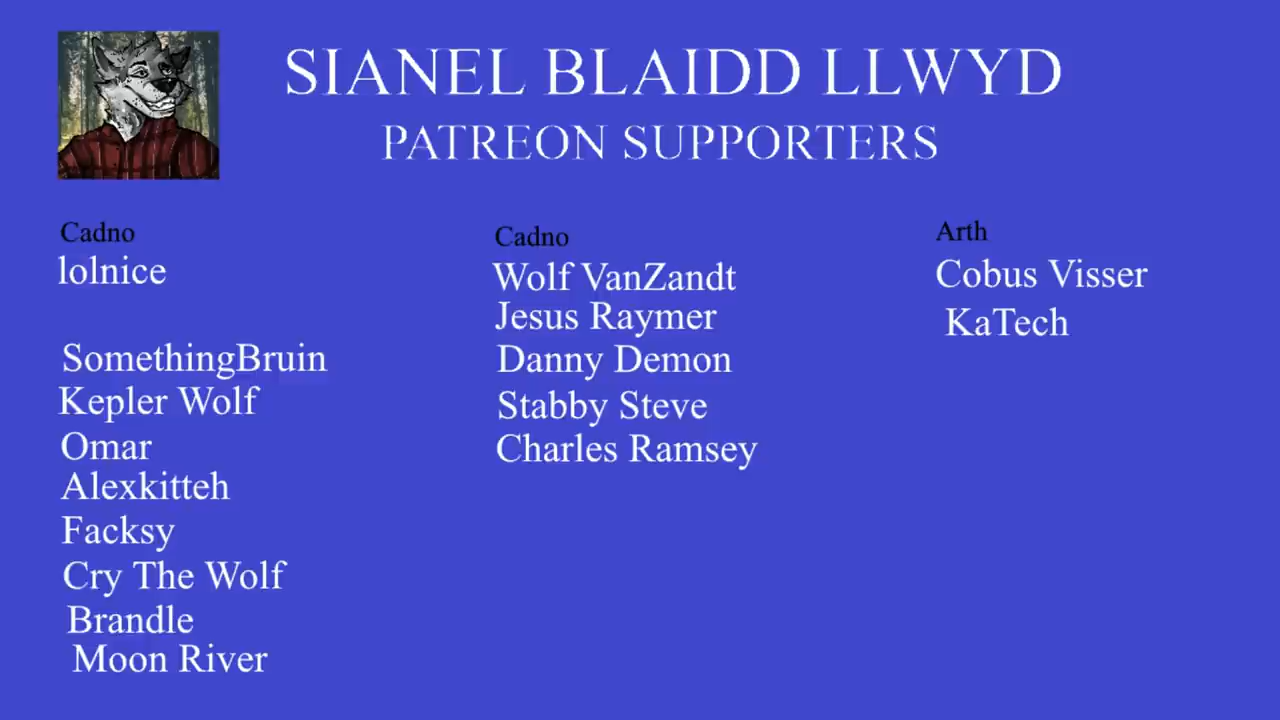 SIANEL BLAIDD LLWYD
PATREON SUPPORTERS
Cadno
lolnice
SomethingBruin
Kepler Wolf
Omar
Alexkitteh
Facksy
Cry The Wolf
Brandle
Moon River
Cadno
Wolf VanZandt
Jesus Raymer
Danny Demon
Stabby Steve
Charles Ramsey
Arth
Cobus Visser
KaTech